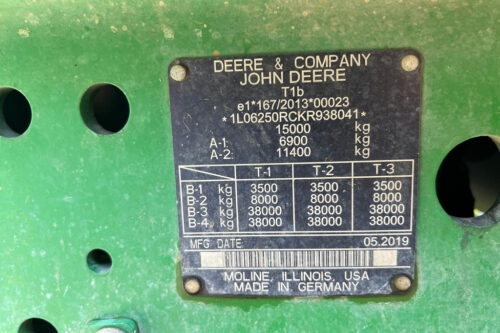 DEERE & COMPANY
JOHN DEERE
T1b
e1*167/2013*00023
*1L06250RCKR938041*
15000 kg
A-1: 6900 kg
A-2: 11400 kg
T-1 T-2 T-3
B-1 kg 3500 3500 3500
B-2 kg 8000 8000 8000
B-3 kg 38000 38000 38000
B-4 kg 38000 38000 38000
MFG DATE 05.2019
MOLINE, ILLINOIS, USA
MADE IN GERMANY